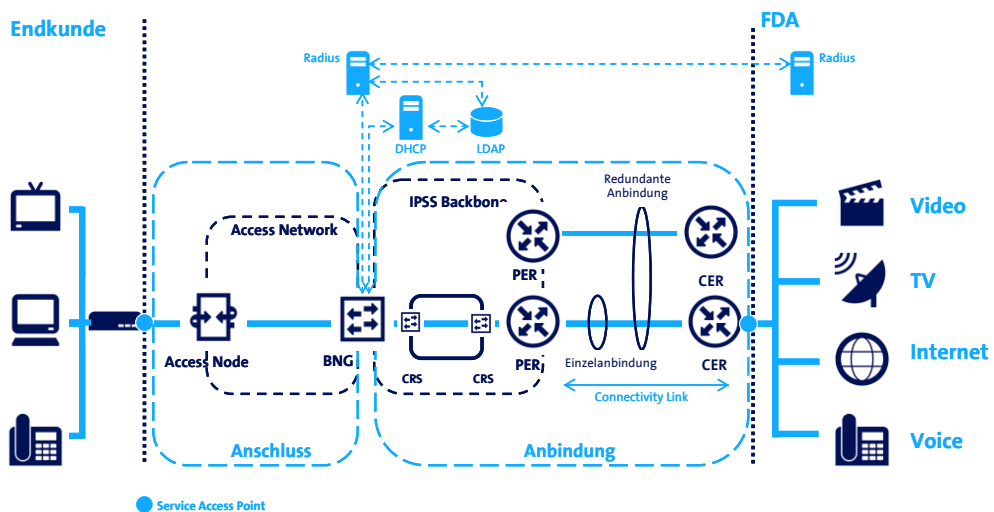 Endkunde
FDA
Radius
Radius
DHCP
LDAP
Redundante
Anbindung
IPSS Backbone
Access Network
Video
PER
CER
TV
Access Node
BNG
CRS
CRS
PER
Einzelanbindung
CER
Internet
Connectivity Link
Anschluss
Anbindung
Voice
Service Access Point